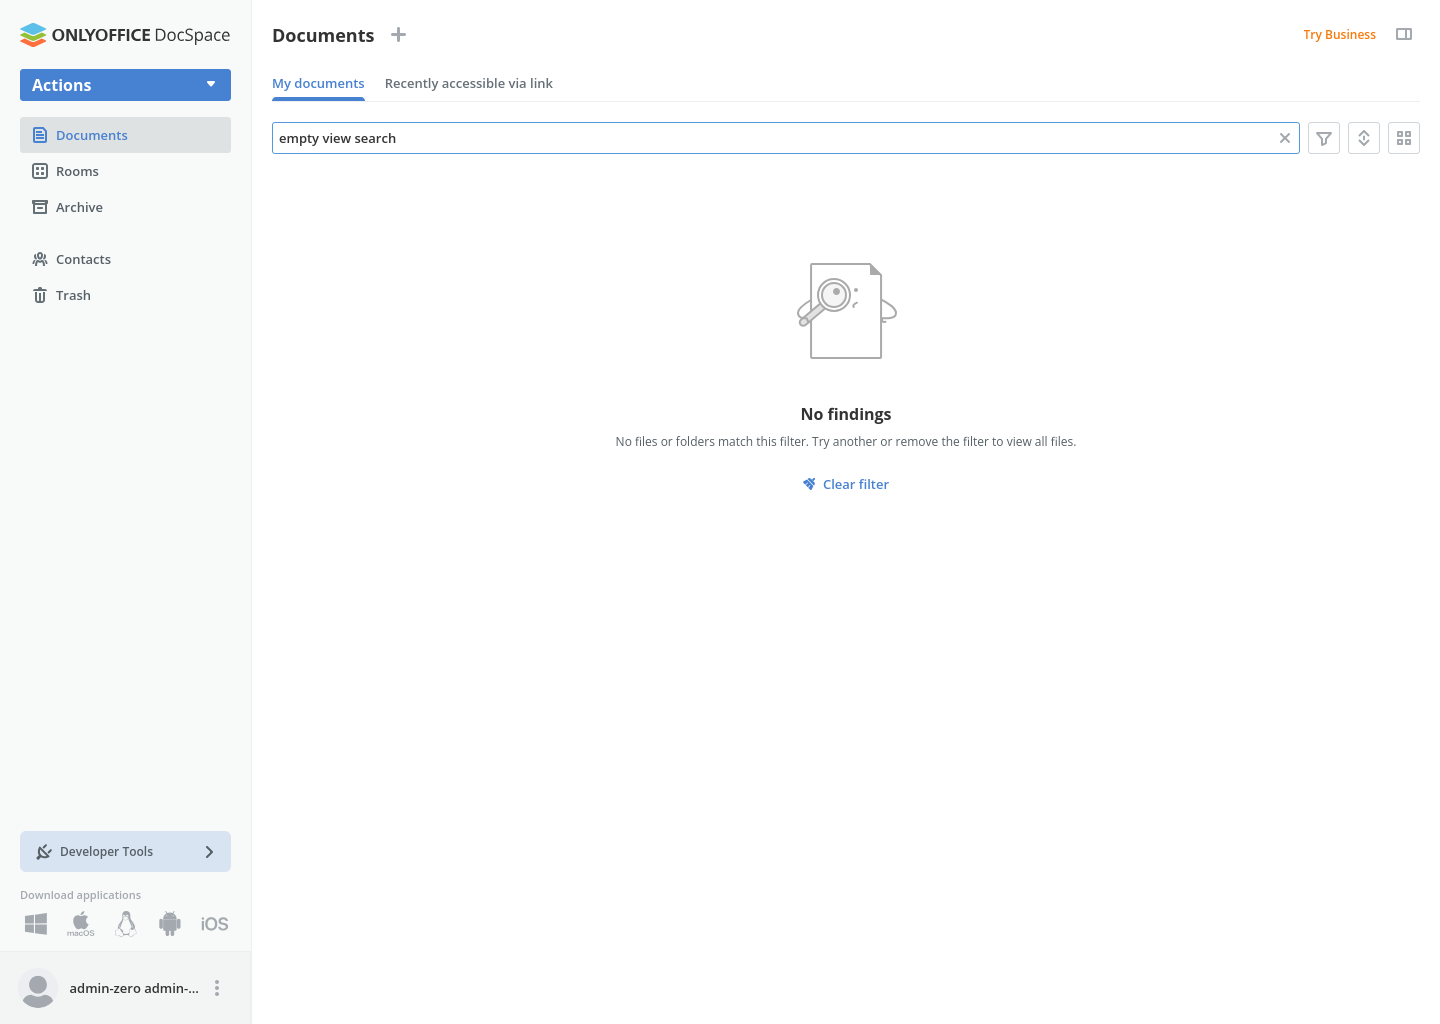 ONLYOFFICE DocSpace
Actions
Documents
Rooms
Archive
Contacts
Trash
Developer Tools
Download applications
macOS
iOS
admin-zero admin-...
Documents
Try Business
My documents
Recently accessible via link
empty view search
No findings
No files or folders match this filter. Try another or remove the filter to view all files.
Clear filter